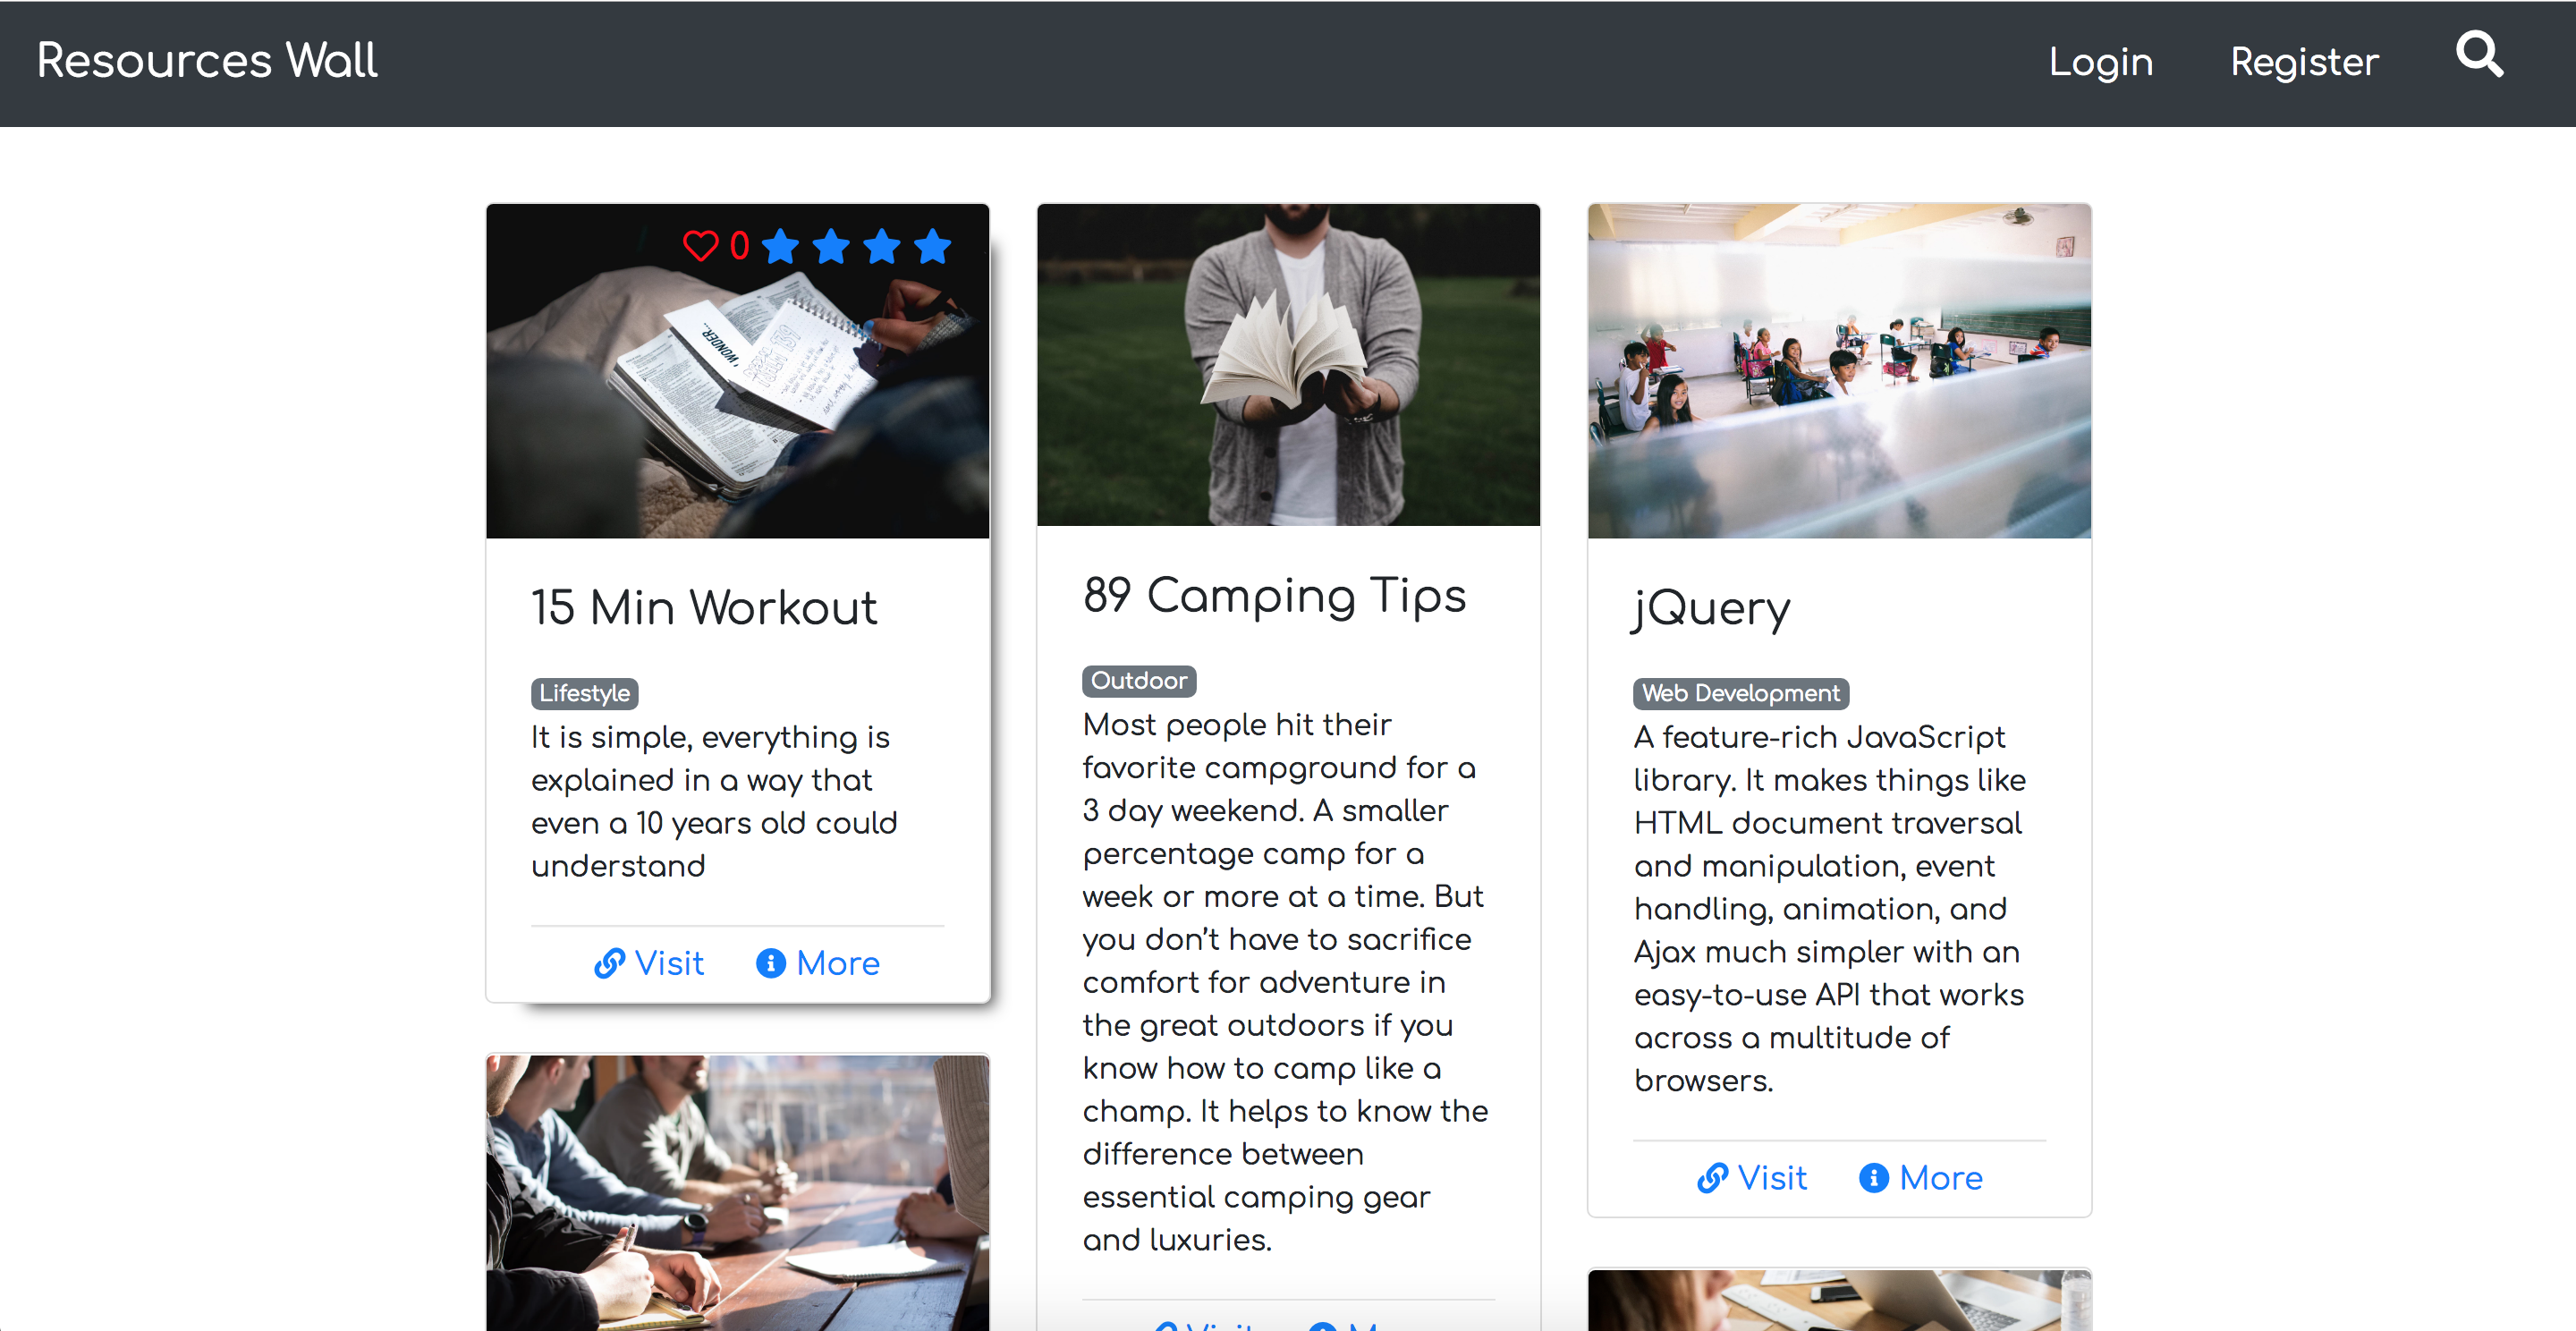 Resources Wall
Login
Register
0
WONDER...
15 Min Workout
Lifestyle
It is simple, everything is
explained in a way that
even a 10 years old could
understand
Visit
More
89 Camping Tips
Outdoor
Most people hit their
favorite campground for a
3 day weekend. A smaller
percentage camp for a
week or more at a time. But
you don't have to sacrifice
comfort for adventure in
the great outdoors if you
know how to camp like a
champ. It helps to know the
difference between
essential camping gear
and luxuries.
Visit
jQuery
Web Development
A feature-rich JavaScript
library. It makes things like
HTML document traversal
and manipulation, event
handling, animation, and
Ajax much simpler with an
easy-to-use API that works
across a multitude of
browsers.
Visit
More